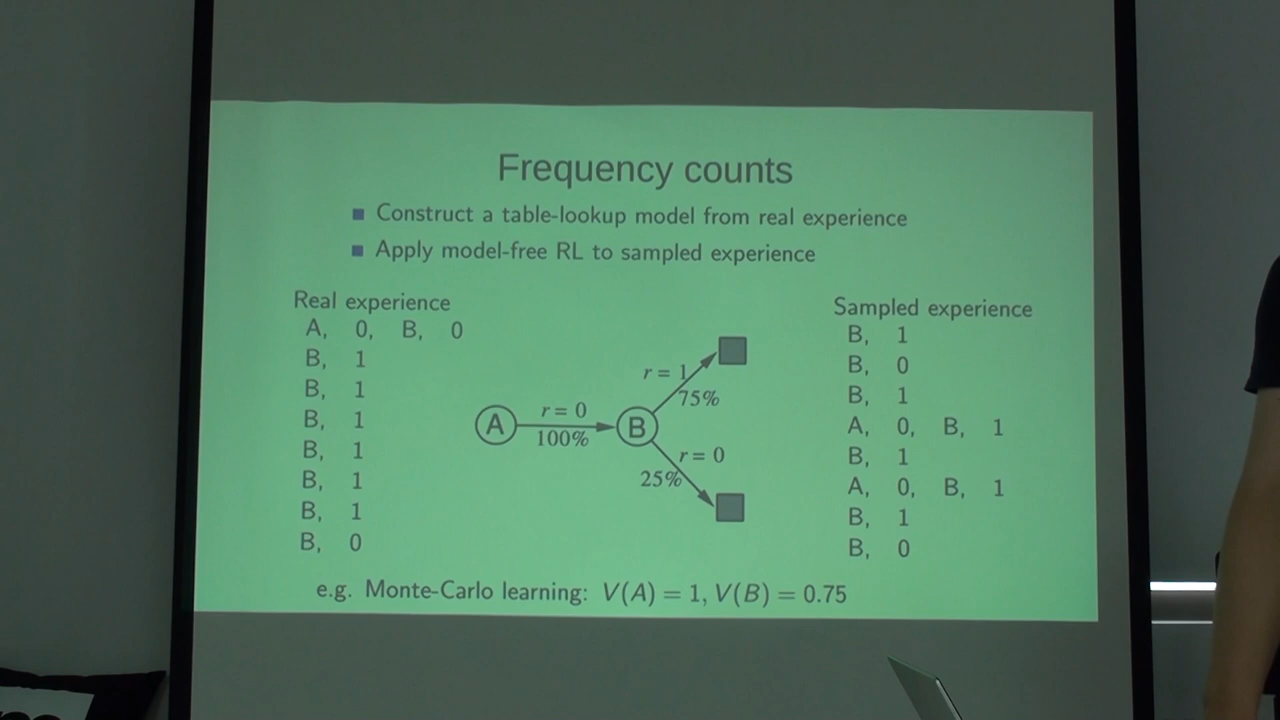 Frequency counts
Construct a table-lookup model from real experience
Apply model-free RL to sampled experience
Real experience
A, 0, B, 0
B, 1
B, 1
B, 1
B, 1
B, 1
B, 1
B, 0
A
r = 0
100%
B
r = 1
75%
r = 0
25%
Sampled experience
B, 1
B, 0
B, 1
A, 0, B, 1
B, 1
A, 0, B, 1
B, 1
B, 0
e.g. Monte-Carlo learning: V(A) = 1, V(B) = 0.75